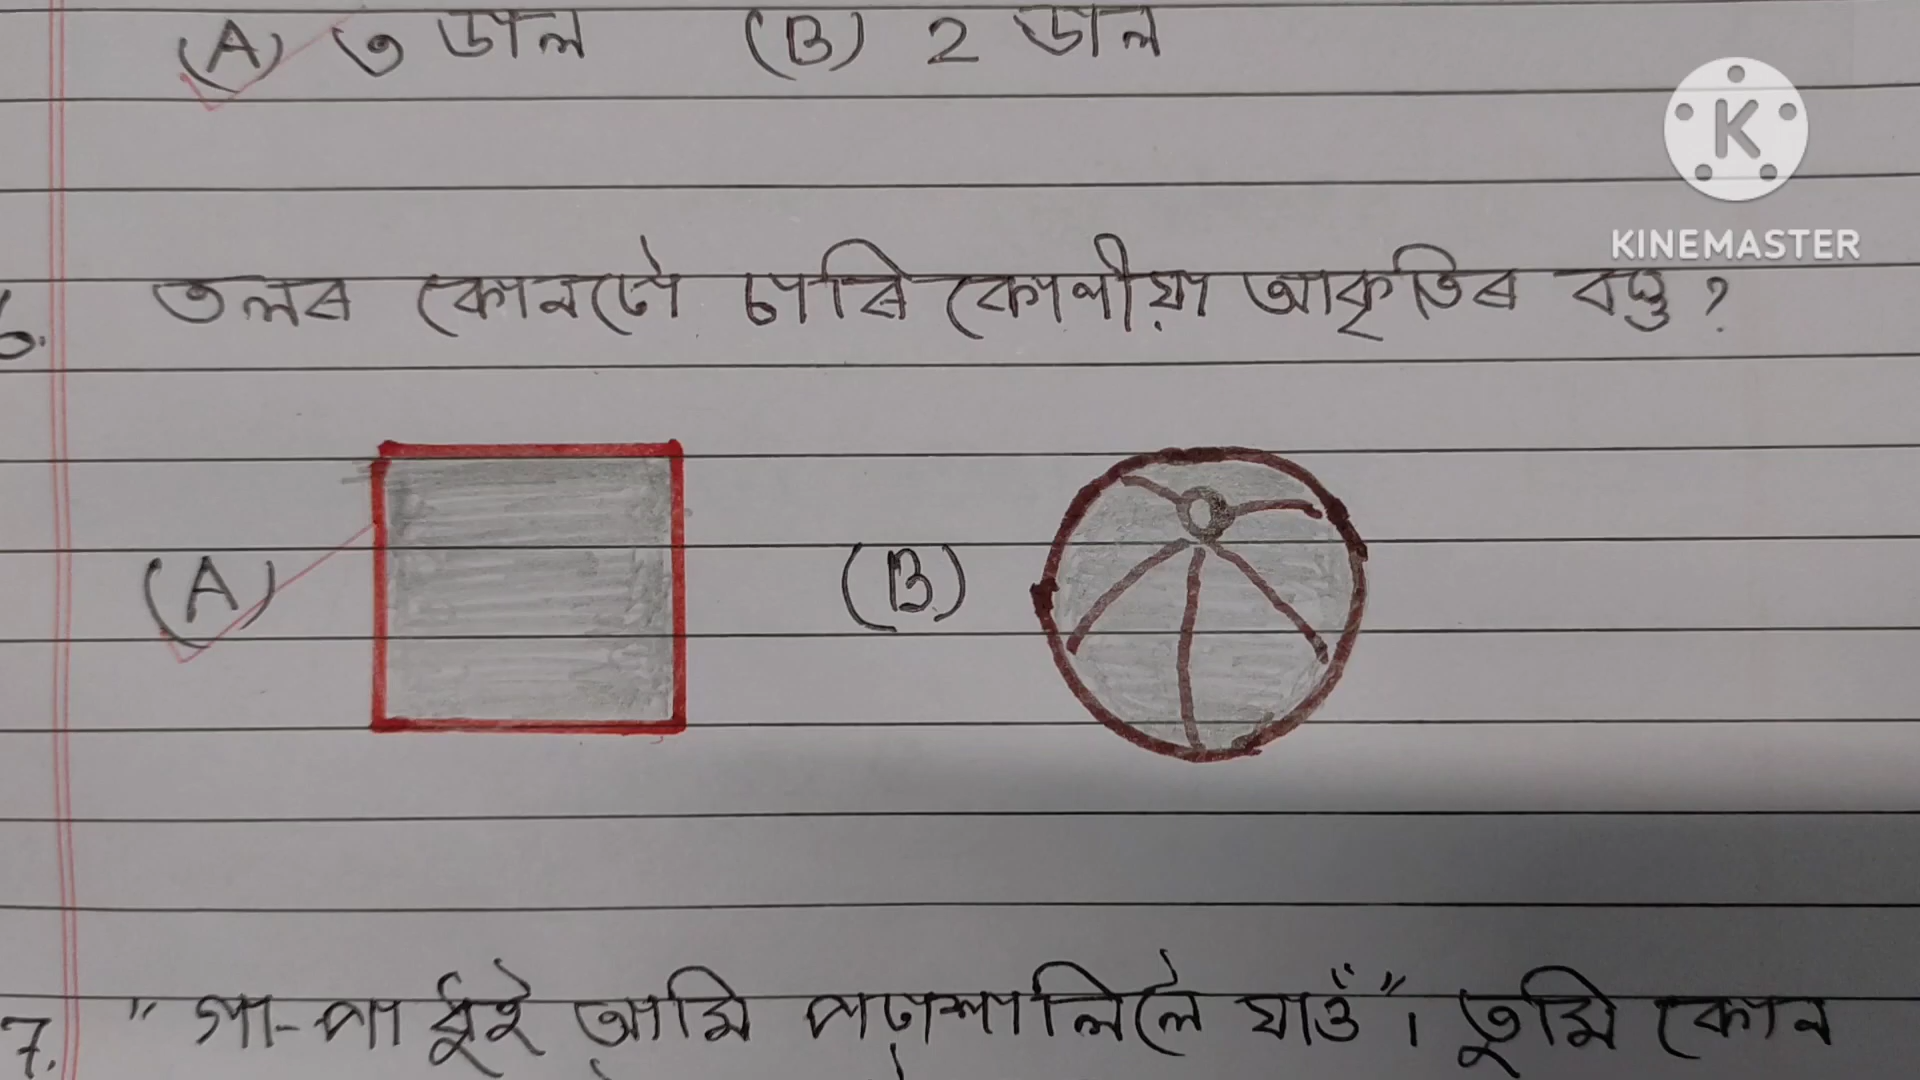 (A) ৩ ডাল (B) 2 ডাল
K
KINEMASTER
6. তলৰ কোনটো চাৰি কোণীয়া আকৃতিৰ বস্তু ?
(A) (B)
7. " গা-পা ধুই আমি পঢ়াশালিলৈ যাওঁ" । তুমি কোন